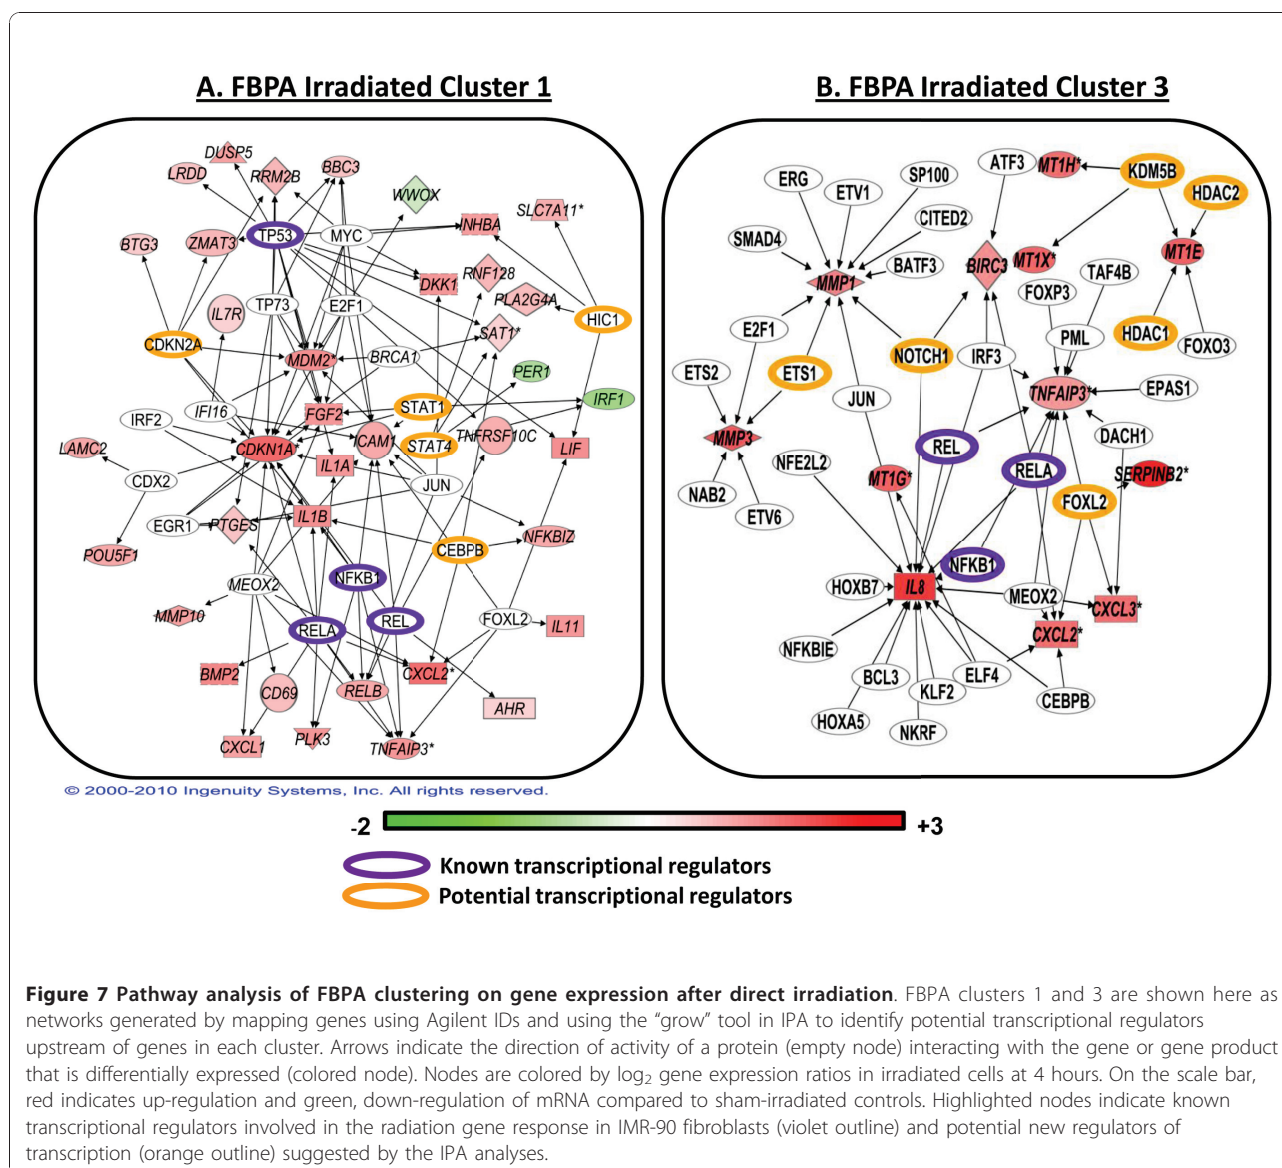 A. FBPA Irradiated Cluster 1
B. FBPA Irradiated Cluster 3
DUSP5
LRDD
RRM2B
BBC3
WWOX
SLC7A11*
INHBA
BTG3
ZMAT3
TP53
MYC
RNF128
DKK1
PLA2G4A
IL7R
TP73
E2F1
HIC1
SAT1*
CDKN2A
MDM2*
BRCA1
PER1
IRF1
STAT1
IFI16
FGF2
IRF2
ICAM1
TNFRSF10C
STAT4
LIF
LAMC2
CDKN1A*
IL1A
CDX2
JUN
IL1B
EGR1
PTGES
NFKBIZ
POU5F1
CEBPB
MEOX2
NFKB1
MMP10
REL
FOXL2
RELA
IL11
BMP2
CXCL2*
CD69
RELB
AHR
CXCL1
PLK3
TNFAIP3*
ERG
ETV1
SP100
ATF3
MT1H*
KDM5B
HDAC2
CITED2
SMAD4
BATF3
BIRC3
MT1X*
MT1E
MMP1
TAF4B
FOXP3
E2F1
HDAC1
PML
FOXO3
NOTCH1
IRF3
ETS2
ETS1
TNFAIP3*
EPAS1
JUN
MMP3
REL
DACH1
NFE2L2
RELA
SERPINB2*
MT1G*
NAB2
FOXL2
ETV6
NFKB1
HOXB7
IL8
MEOX2
CXCL3*
CXCL2*
NFKBIE
BCL3
ELF4
KLF2
CEBPB
HOXA5
NKRF
© 2000-2010 Ingenuity Systems, Inc. All rights reserved.
-2
+3
Known transcriptional regulators
Potential transcriptional regulators
Figure 7 Pathway analysis of FBPA clustering on gene expression after direct irradiation. FBPA clusters 1 and 3 are shown here as
networks generated by mapping genes using Agilent IDs and using the “grow” tool in IPA to identify potential transcriptional regulators
upstream of genes in each cluster. Arrows indicate the direction of activity of a protein (empty node) interacting with the gene or gene product
that is differentially expressed (colored node). Nodes are colored by log₂ gene expression ratios in irradiated cells at 4 hours. On the scale bar,
red indicates up-regulation and green, down-regulation of mRNA compared to sham-irradiated controls. Highlighted nodes indicate known
transcriptional regulators involved in the radiation gene response in IMR-90 fibroblasts (violet outline) and potential new regulators of
transcription (orange outline) suggested by the IPA analyses.